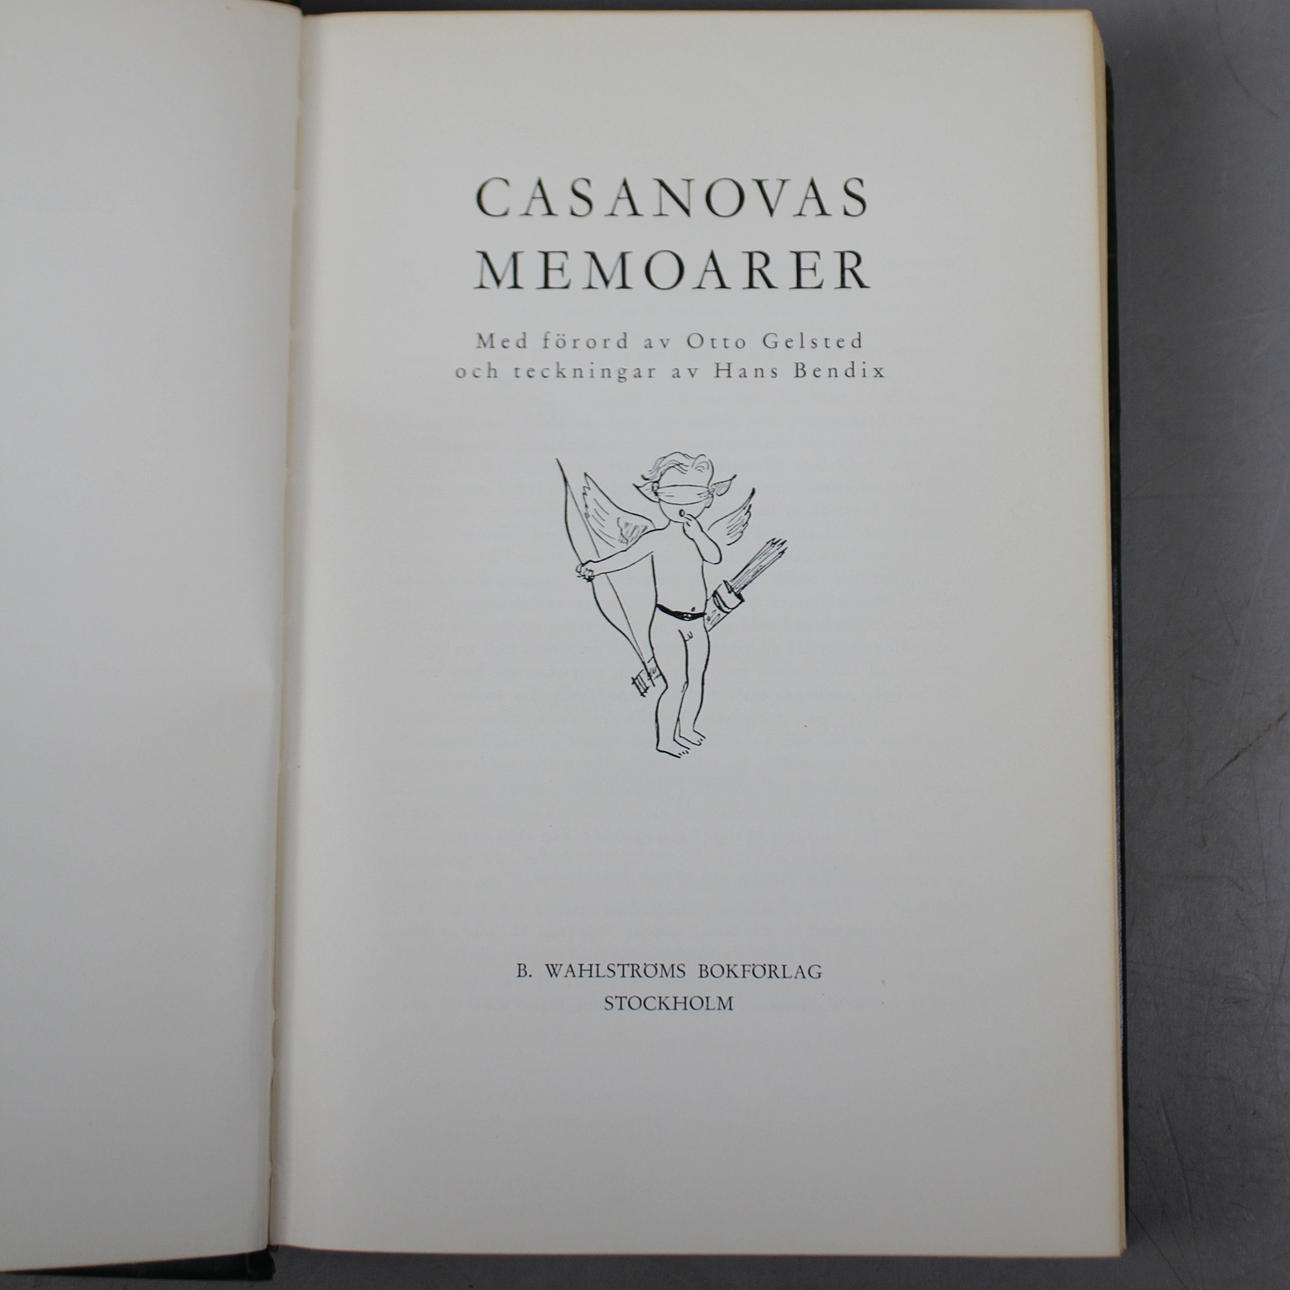 CASANOVAS
MEMOARER
Med förord av Otto Gelsted
och teckningar av Hans Bendix
B. WAHLSTRÖMS BOKFÖRLAG
STOCKHOLM